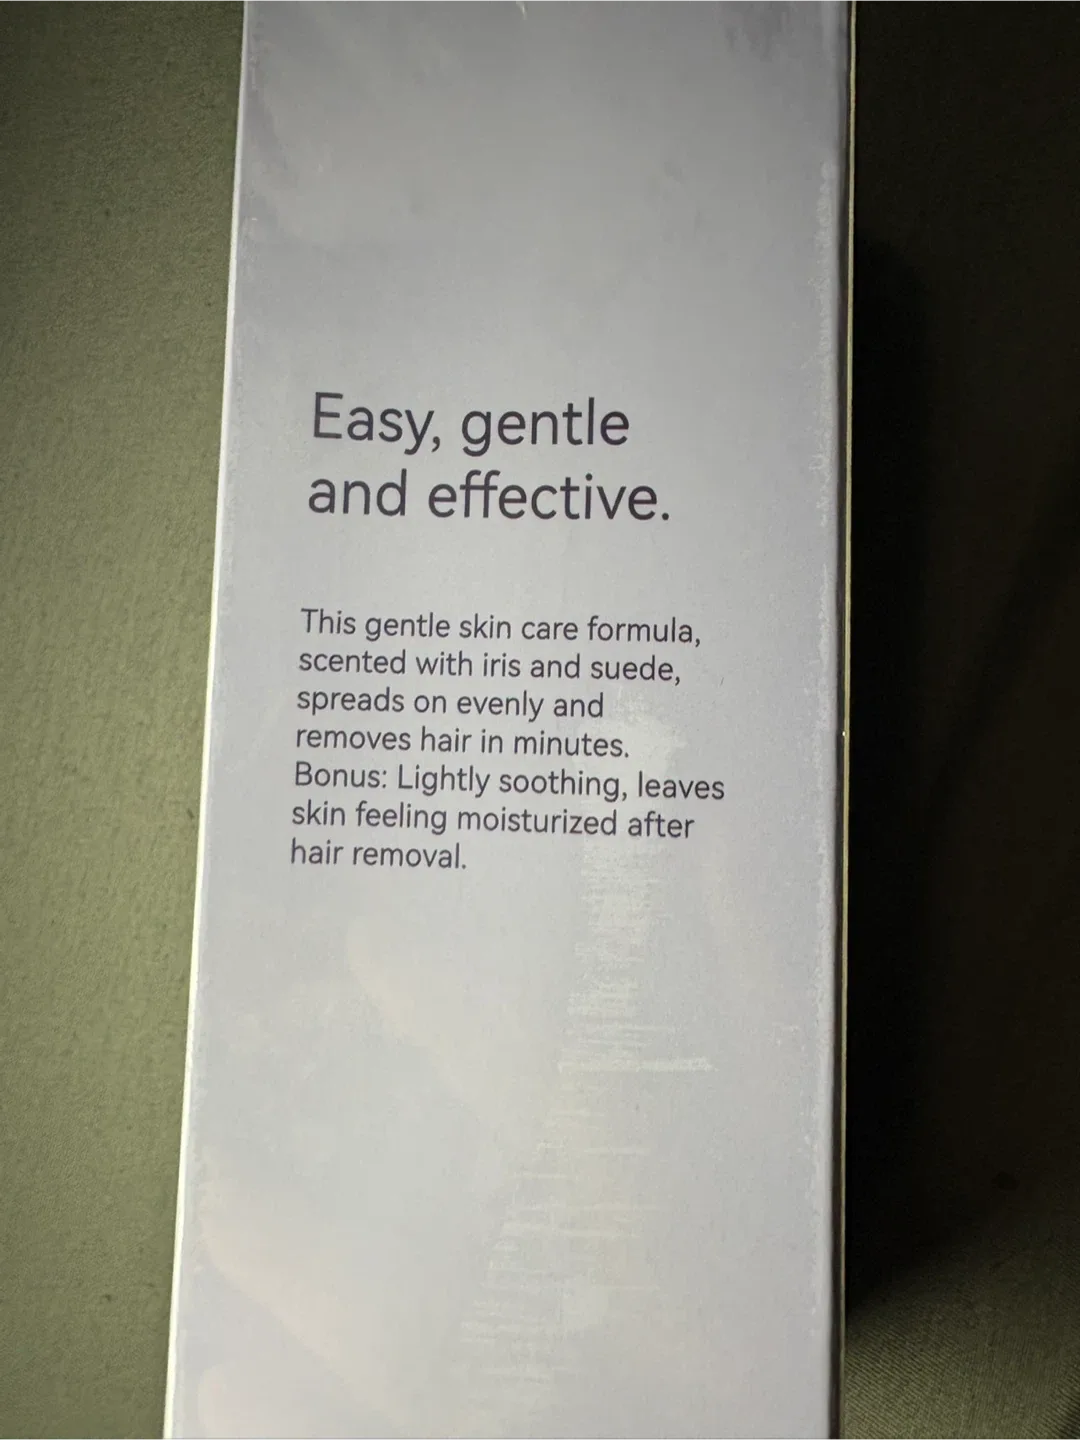 Easy, gentle
and effective.
This gentle skin care formula,
scented with iris and suede,
spreads on evenly and
removes hair in minutes.
Bonus: Lightly soothing, leaves
skin feeling moisturized after
hair removal.